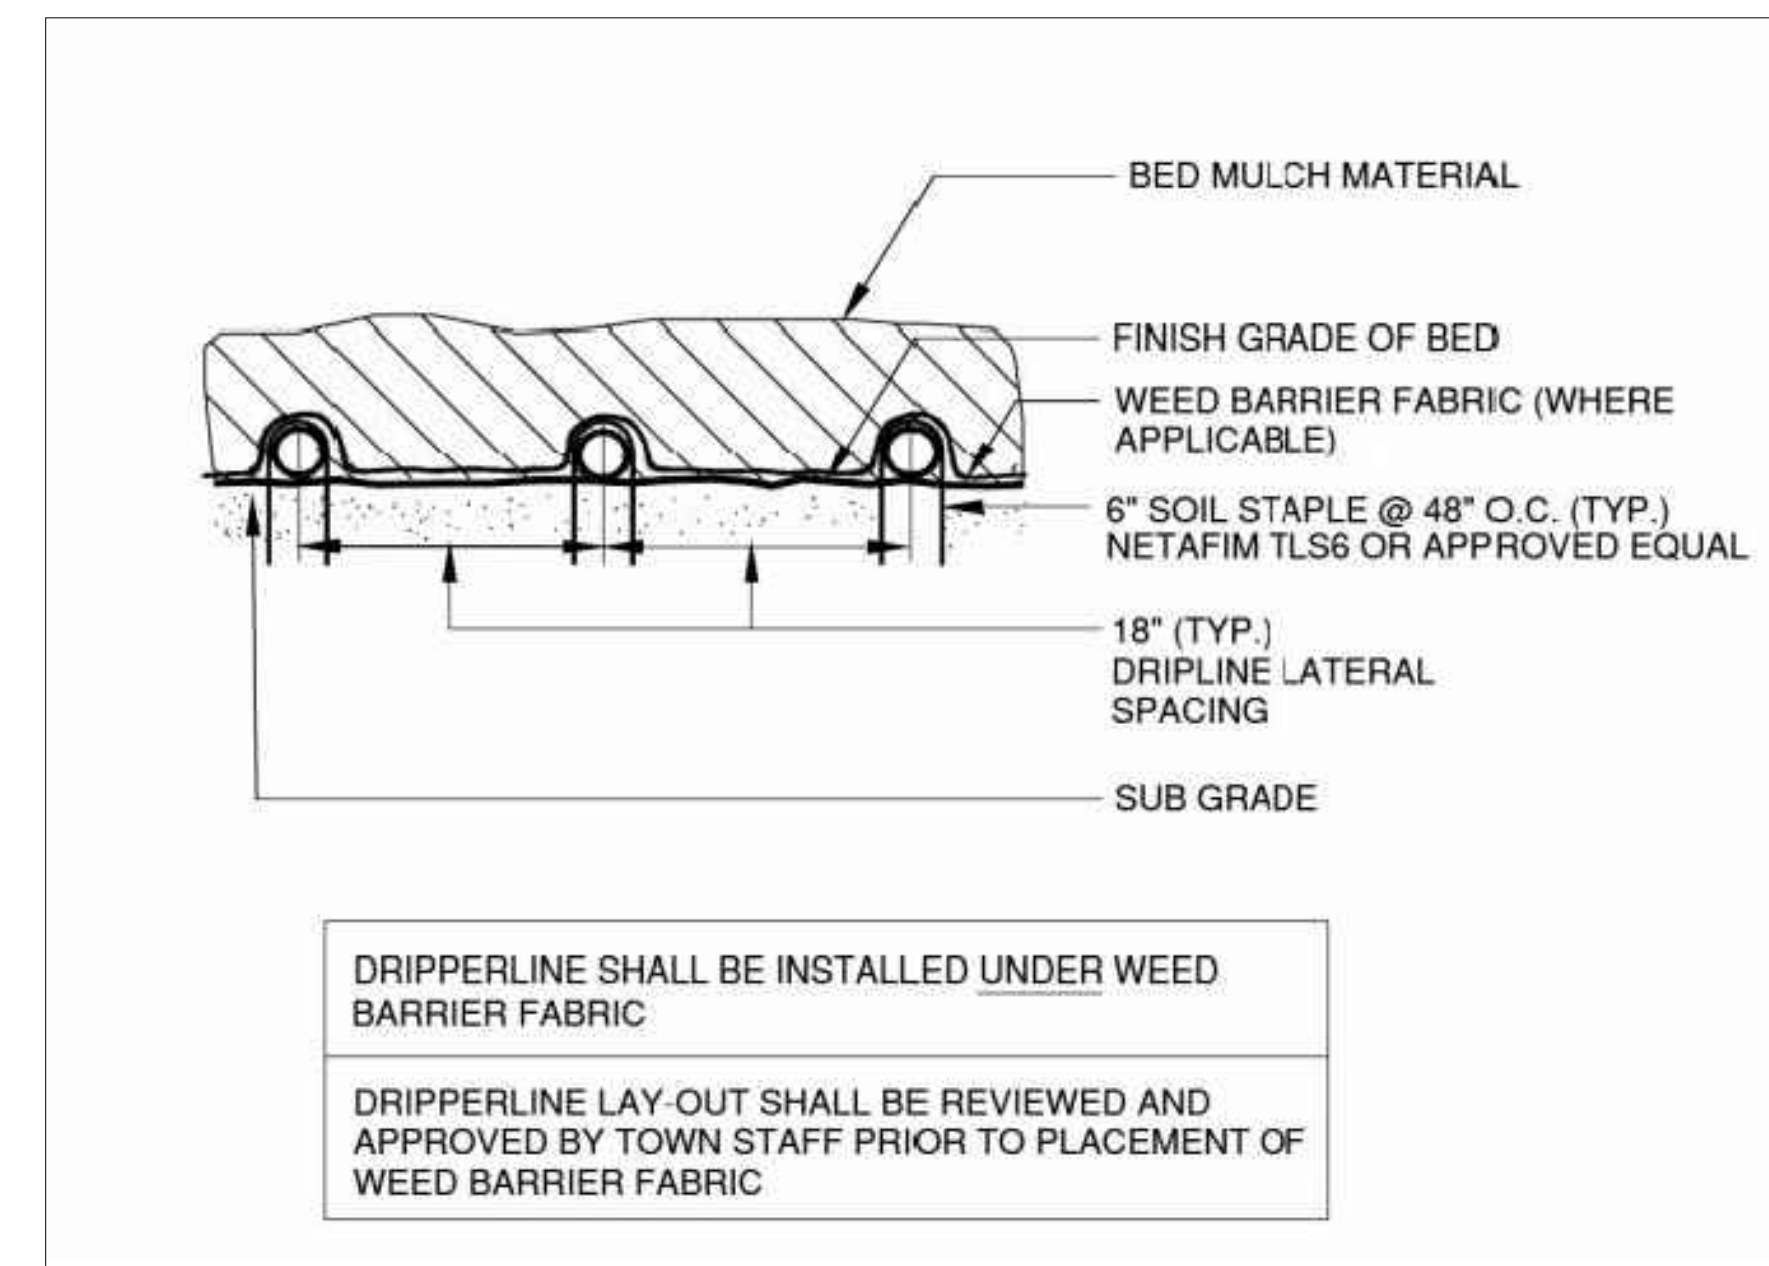 BED MULCH MATERIAL
FINISH GRADE OF BED
WEED BARRIER FABRIC (WHERE
APPLICABLE)
6" SOIL STAPLE @ 48" O.C. (TYP.)
NETAFIM TLS6 OR APPROVED EQUAL
18" (TYP.)
DRIPLINE LATERAL
SPACING
SUB GRADE
DRIPPERLINE SHALL BE INSTALLED UNDER WEED
BARRIER FABRIC
DRIPPERLINE LAY-OUT SHALL BE REVIEWED AND
APPROVED BY TOWN STAFF PRIOR TO PLACEMENT OF
WEED BARRIER FABRIC